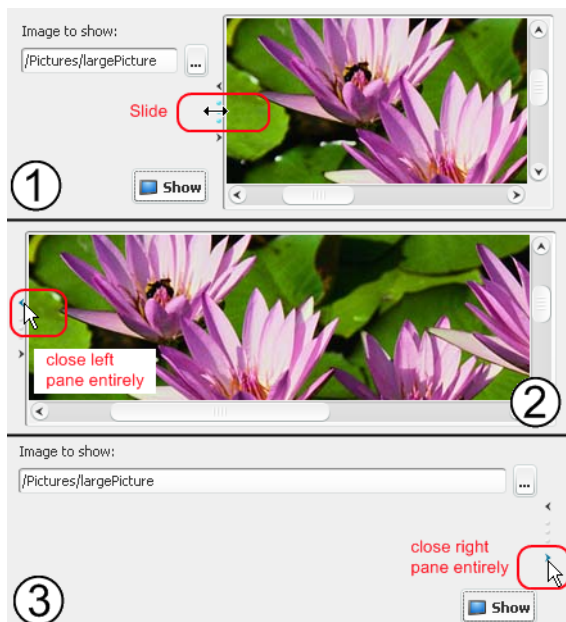 Image to show:
/Pictures/largePicture
...
Slide
1
Show
close left
pane entirely
2
Image to show:
/Pictures/largePicture
...
close right
pane entirely
3
Show